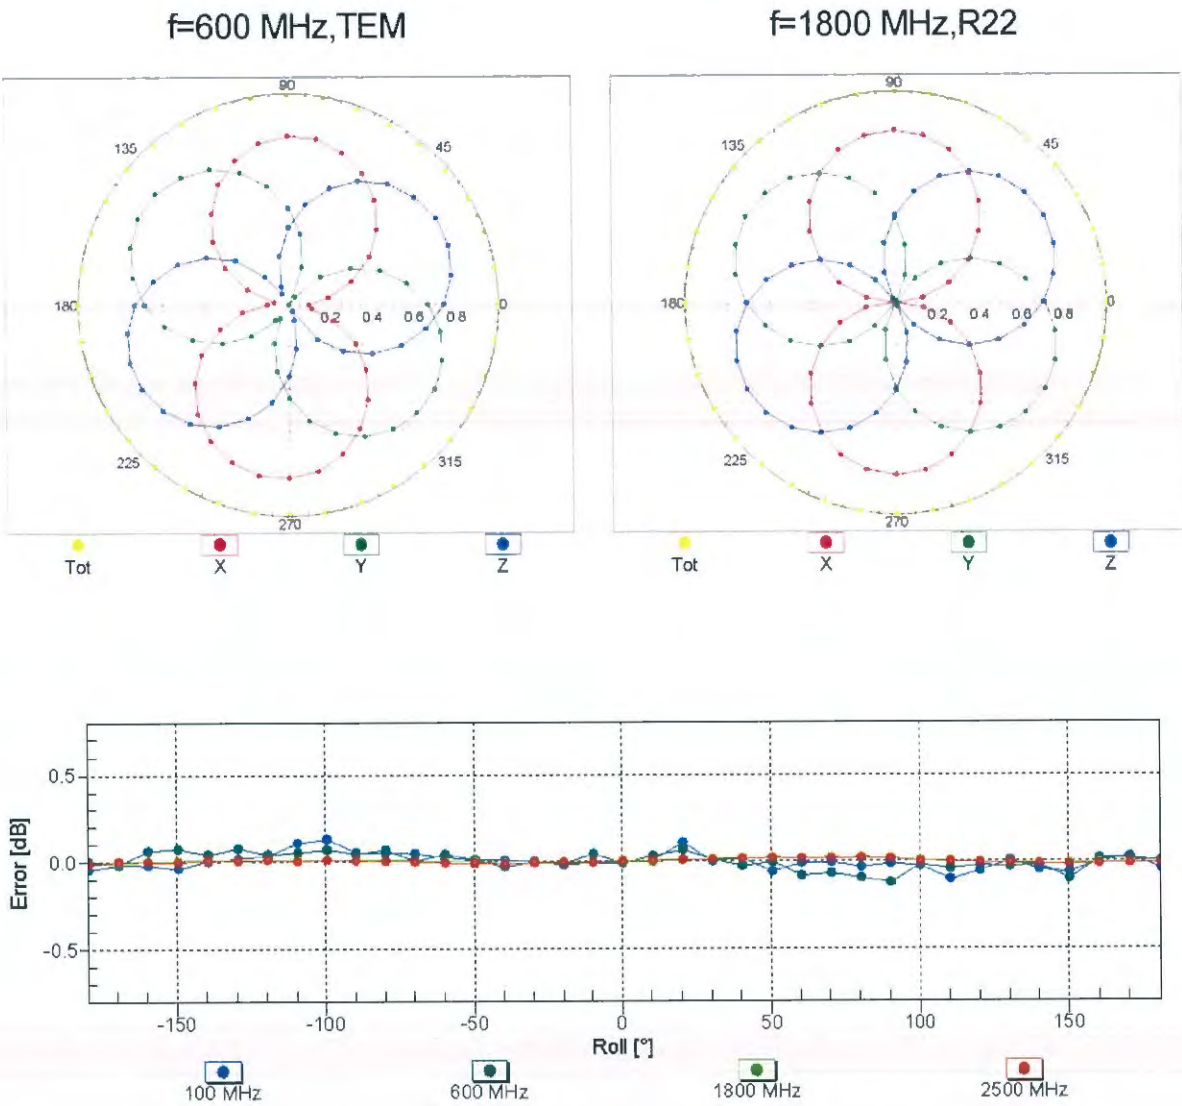 f=600 MHz,TEM
f=1800 MHz,R22
90
135
45
180
0.2
0.4
0.6
0.8
0
225
315
270
Tot
X
Y
Z
90
135
45
180
0.2
0.4
0.6
0.8
0
225
315
270
Tot
X
Y
Z
Error [dB]
0.5
0.0
-0.5
-150
-100
-50
0
50
100
150
Roll [°]
100 MHz
600 MHz
1800 MHz
2500 MHz